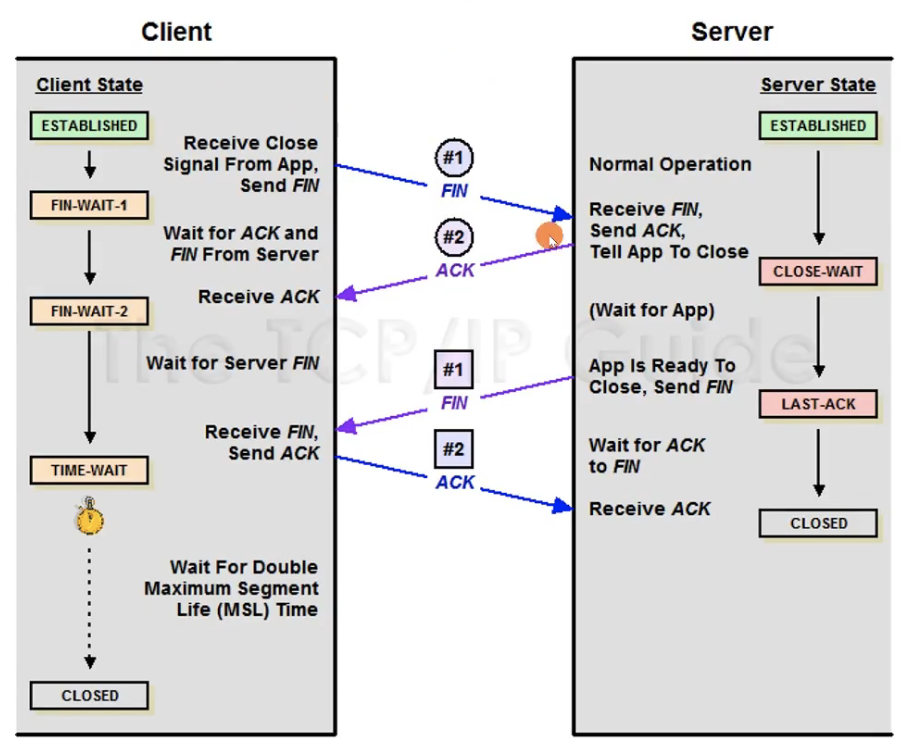 Client
Server
Client State
ESTABLISHED
Receive Close
Signal From App,
Send FIN
FIN-WAIT-1
Wait for ACK and
FIN From Server
Receive ACK
FIN-WAIT-2
Wait for Server FIN
Receive FIN,
Send ACK
TIME-WAIT
Wait For Double
Maximum Segment
Life (MSL) Time
CLOSED
#1
FIN
#2
ACK
#1
FIN
#2
ACK
The TCP/IP Guide
Server State
ESTABLISHED
Normal Operation
Receive FIN,
Send ACK,
Tell App To Close
CLOSE-WAIT
(Wait for App)
App Is Ready To
Close, Send FIN
LAST-ACK
Wait for ACK
to FIN
Receive ACK
CLOSED